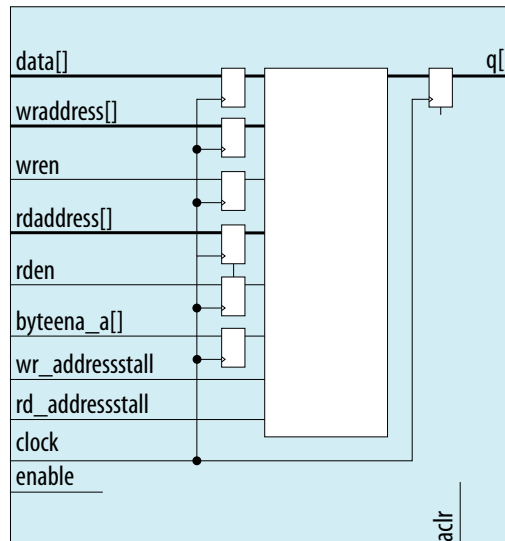 data[]
q[
wraddress[]
wren
rdaddress[]
rden
byteena_a[]
wr_addressstall
rd_addressstall
clock
enable
aclr